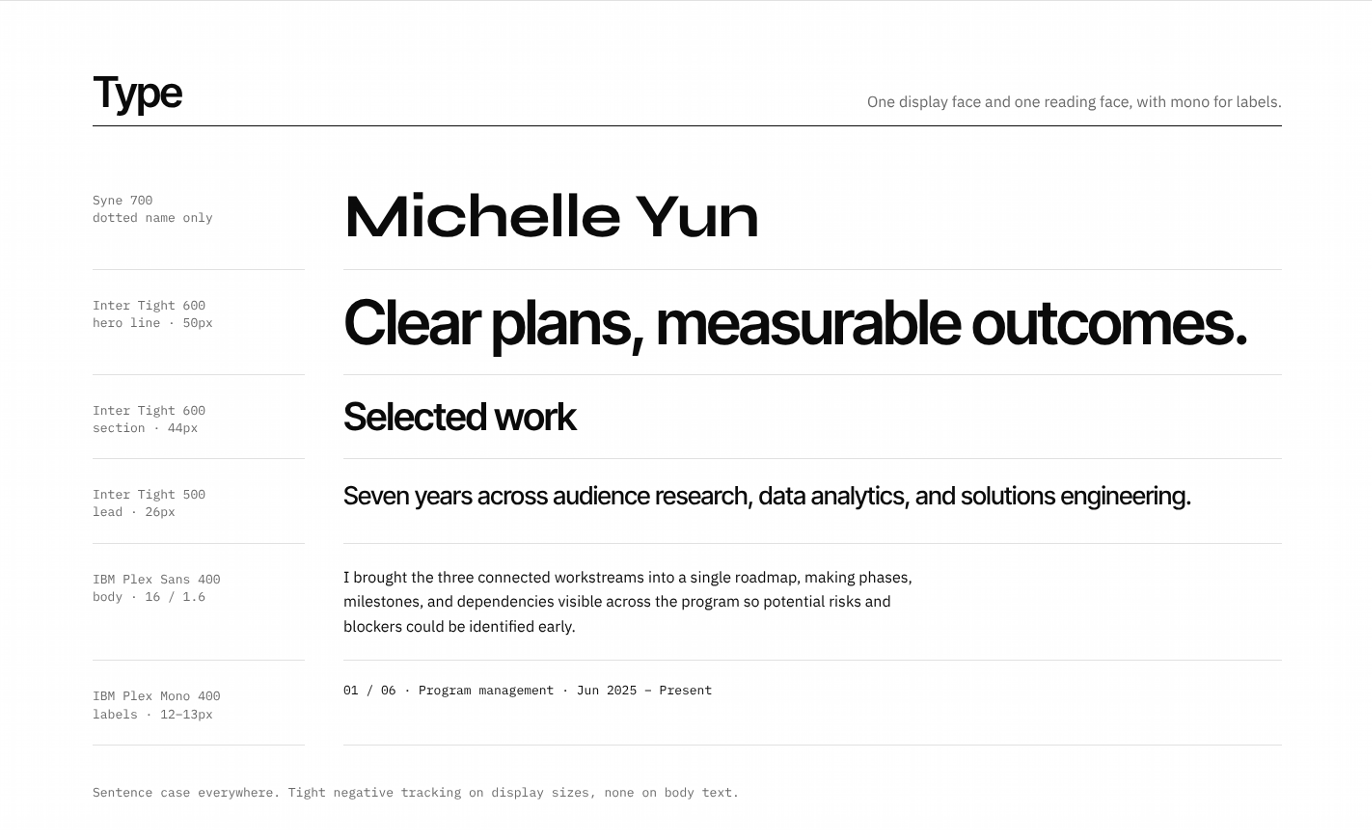 Type
One display face and one reading face, with mono for labels.
Syne 700
dotted name only
Michelle Yun
Inter Tight 600
hero line · 50px
Clear plans, measurable outcomes.
Inter Tight 600
section · 44px
Selected work
Inter Tight 500
lead · 26px
Seven years across audience research, data analytics, and solutions engineering.
IBM Plex Sans 400
body · 16 / 1.6
I brought the three connected workstreams into a single roadmap, making phases,
milestones, and dependencies visible across the program so potential risks and
blockers could be identified early.
IBM Plex Mono 400
labels · 12–13px
01 / 06 · Program management · Jun 2025 – Present
Sentence case everywhere. Tight negative tracking on display sizes, none on body text.